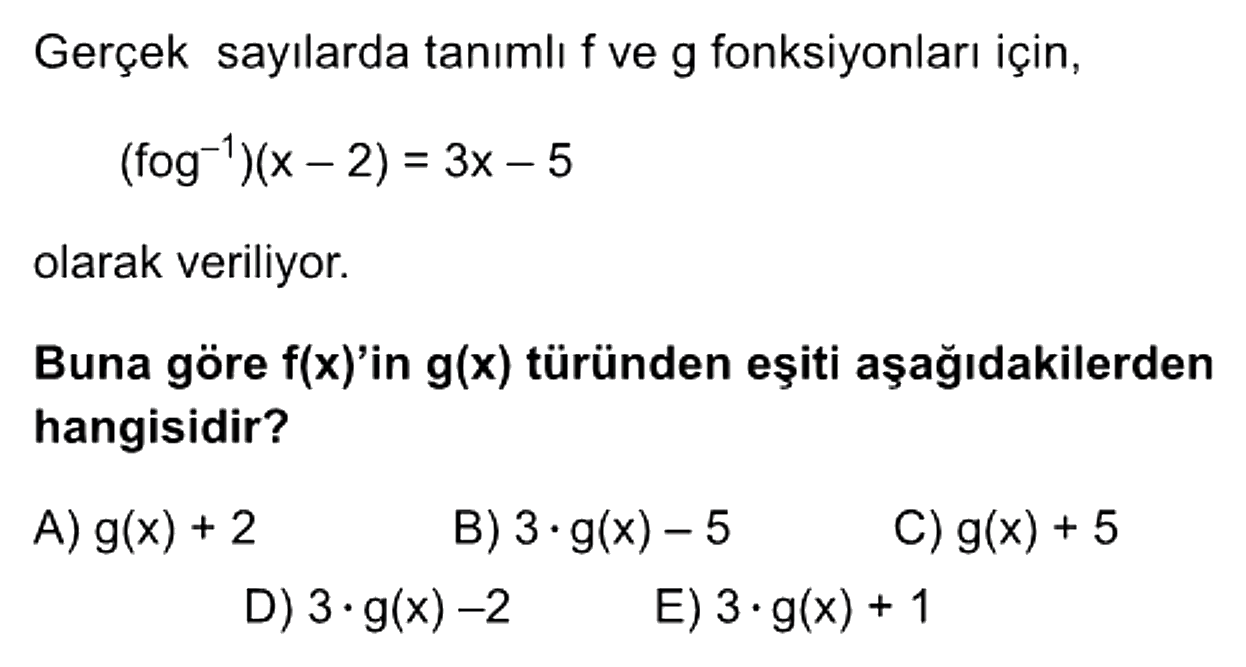 Gerçek sayılarda tanımlı f ve g fonksiyonları için,
(fog⁻¹)(x – 2) = 3x – 5
olarak veriliyor.
Buna göre f(x)’in g(x) türünden eşiti aşağıdakilerden
hangisidir?
A) g(x) + 2 B) 3 · g(x) – 5 C) g(x) + 5
D) 3 · g(x) –2 E) 3 · g(x) + 1